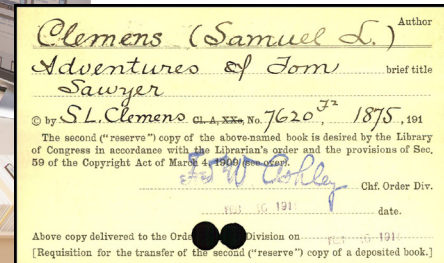 Author
Clemens (Samuel L.)
Adventures of Tom brief title
Sawyer
© by S.L. Clemens Cl. A, XXc, No. 7620, F2 1875, 191
The second ("reserve") copy of the above-named book is desired by the Library
of Congress in accordance with the Librarian's order and the provisions of Sec.
59 of the Copyright Act of March 4, 1909 (see over).
Chf. Order Div.
date.
Above copy delivered to the Orde Division on
[Requisition for the transfer of the second ("reserve") copy of a deposited book.]